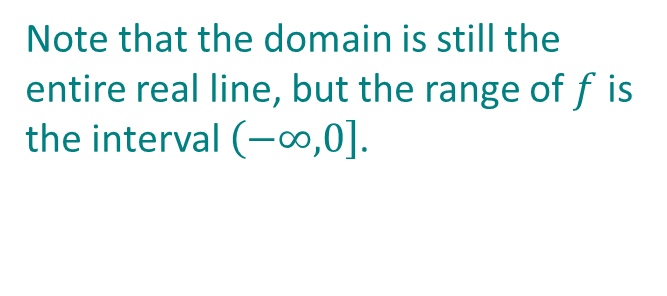 Note that the domain is still the
entire real line, but the range of 𝑓 is
the interval (−∞,0].